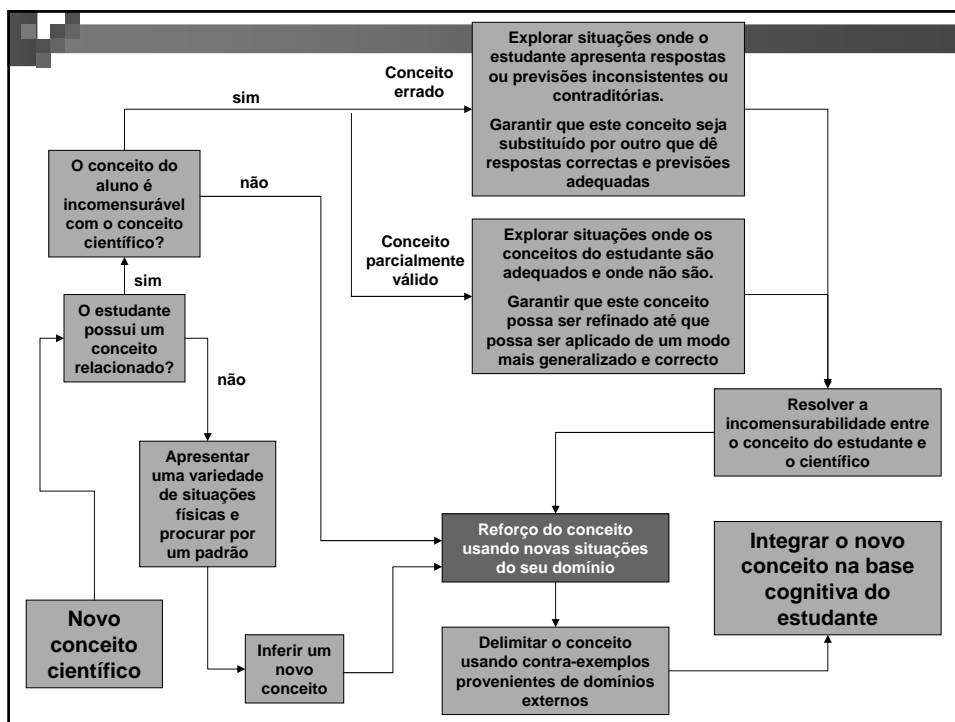 Explorar situações onde o
estudante apresenta respostas
ou previsões inconsistentes ou
contraditórias.
Garantir que este conceito seja
substituído por outro que dê
respostas correctas e previsões
adequadas
Conceito
errado
sim
O conceito do
aluno é
incomensurável
com o conceito
científico?
não
Conceito
parcialmente
válido
Explorar situações onde os
conceitos do estudante são
adequados e onde não são.
Garantir que este conceito
possa ser refinado até que
possa ser aplicado de um modo
mais generalizado e correcto
sim
O estudante
possui um
conceito
relacionado?
não
Resolver a
incomensurabilidade entre
o conceito do estudante e
o científico
Apresentar
uma variedade
de situações
físicas e
procurar por
um padrão
Reforço do conceito
usando novas situações
do seu domínio
Integrar o novo
conceito na base
cognitiva do
estudante
Novo
conceito
científico
Inferir um
novo
conceito
Delimitar o conceito
usando contra-exemplos
provenientes de domínios
externos